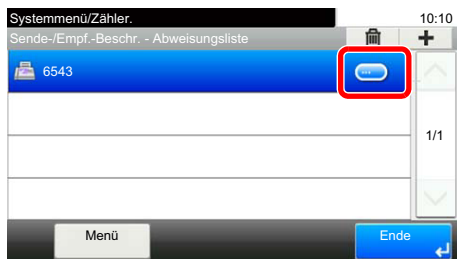 Systemmenü/Zähler.
10:10
Sende-/Empf.-Beschr. - Abweisungsliste
6543
1/1
Menü
Ende